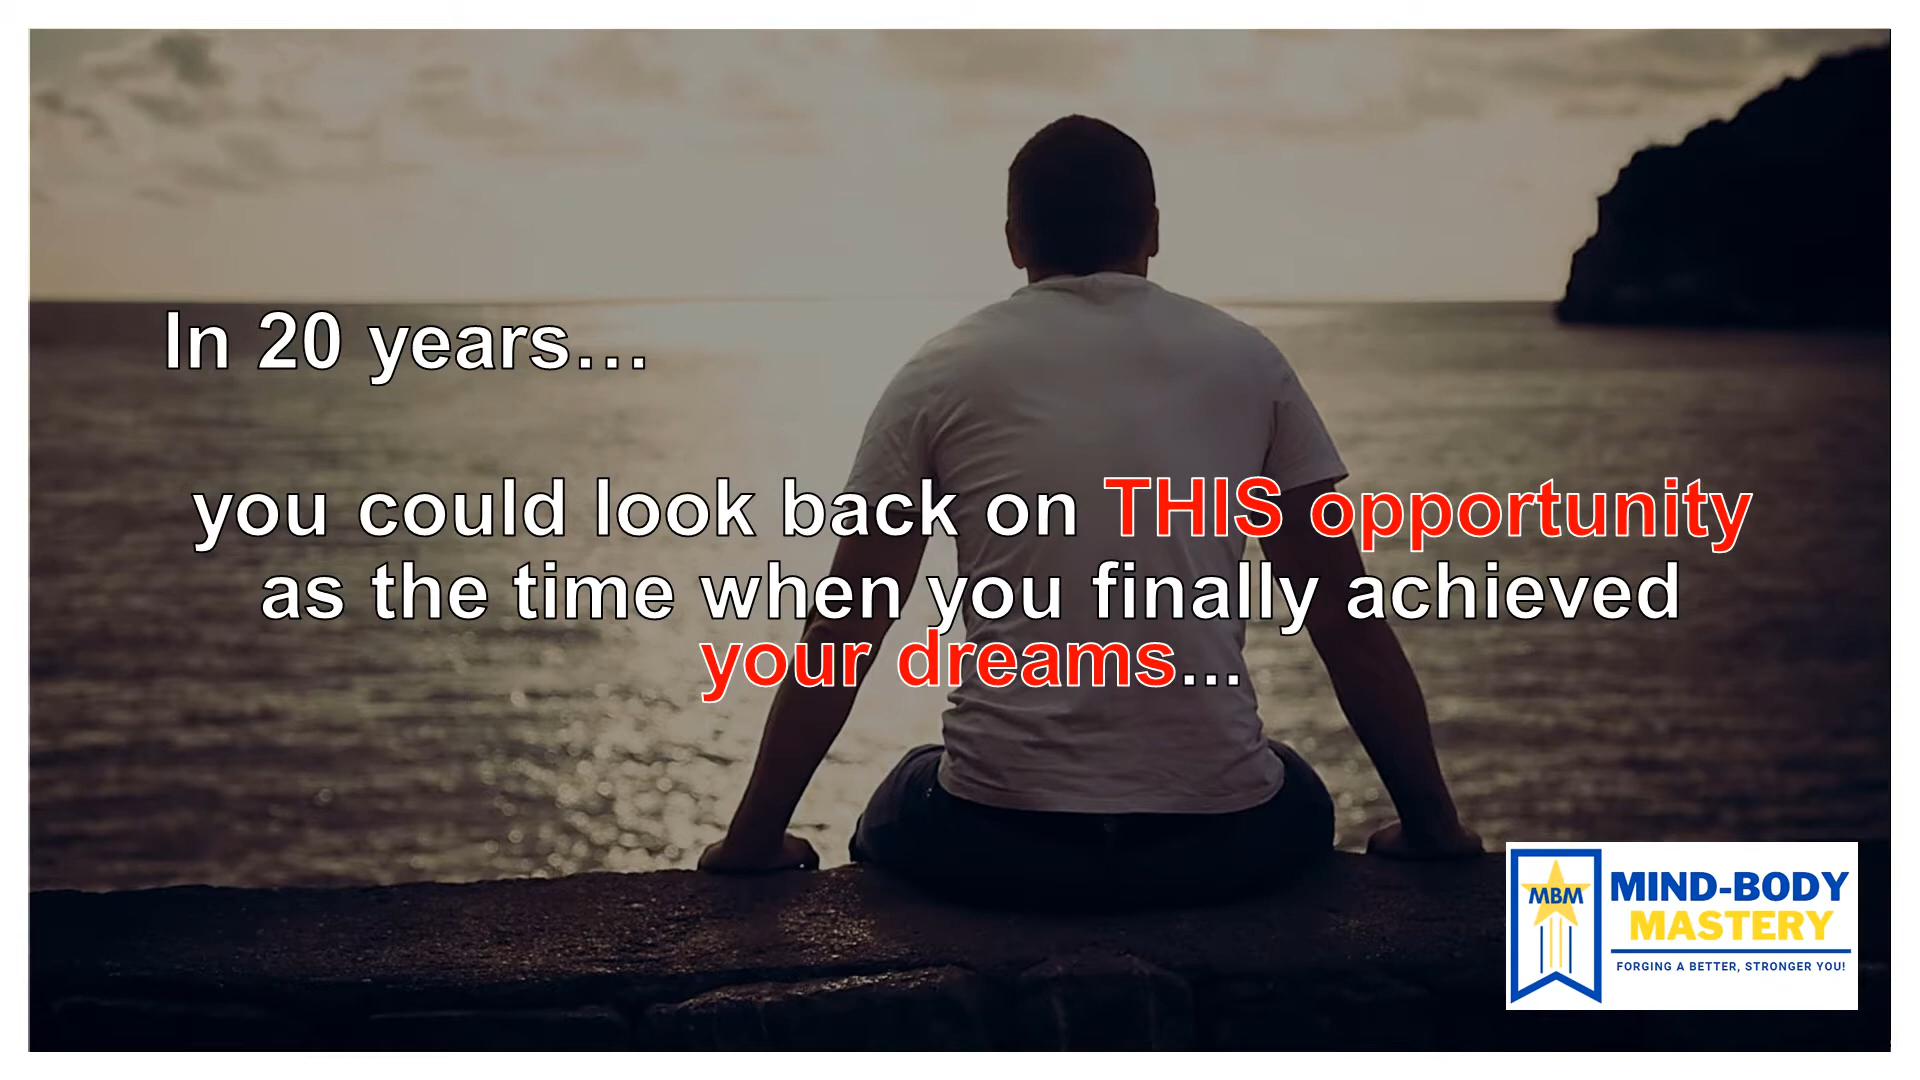 In 20 years...
you could look back on THIS opportunity
as the time when you finally achieved
your dreams...
MBM
MIND-BODY
MASTERY
FORGING A BETTER, STRONGER YOU!